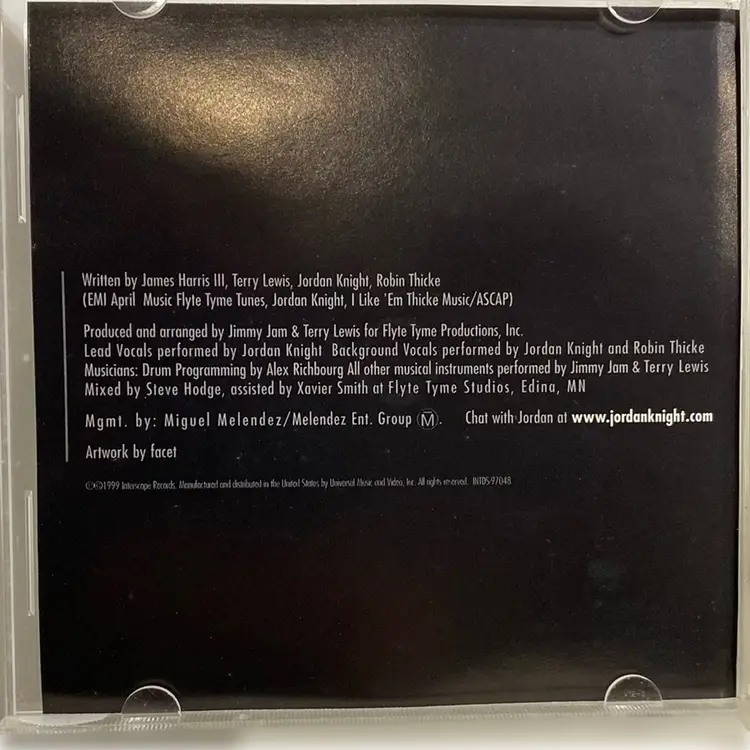 Written by James Harris III, Terry Lewis, Jordan Knight, Robin Thicke
(EMI April Music Flyte Tyme Tunes, Jordan Knight, I Like 'Em Thicke Music/ASCAP)
Produced and arranged by Jimmy Jam & Terry Lewis for Flyte Tyme Productions, Inc.
Lead Vocals performed by Jordan Knight Background Vocals performed by Jordan Knight and Robin Thicke
Musicians: Drum Programming by Alex Richbourg All other musical instruments performed by Jimmy Jam & Terry Lewis
Mixed by Steve Hodge, assisted by Xavier Smith at Flyte Tyme Studios, Edina, MN
Mgmt. by: Miguel Melendez/Melendez Ent. Group Ⓜ. Chat with Jordan at www.jordanknight.com
Artwork by facet
℗©1999 Interscope Records. Manufactured and distributed in the United States by Universal Music and Video, Inc. All rights reserved. INTDS-97048